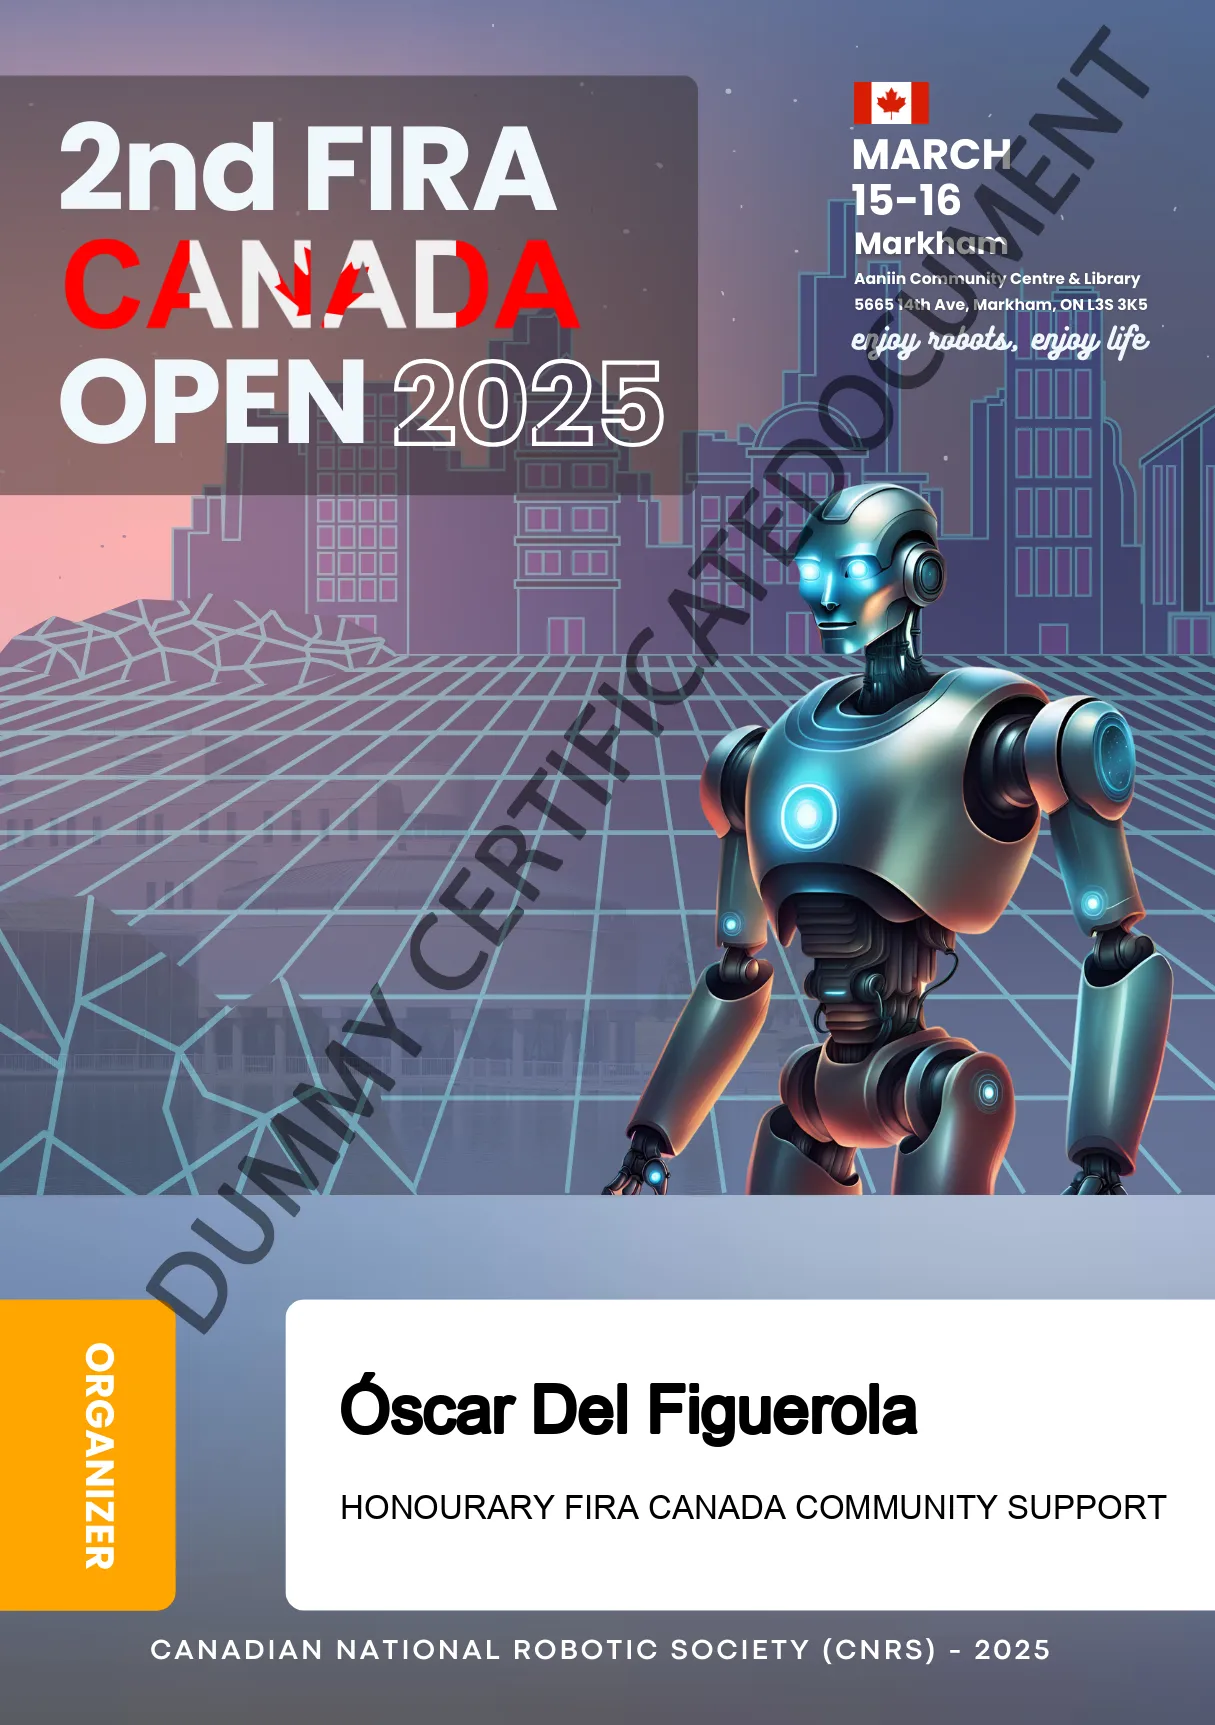 2nd FIRA
CANADA
OPEN 2025
MARCH
15-16
Markham
Aaniin Community Centre & Library
5665 14th Ave, Markham, ON L3S 3K5
enjoy robots, enjoy life
DUMMY CERTIFICATEDOCUMENT
ORGANIZER
Óscar Del Figuerola
HONOURARY FIRA CANADA COMMUNITY SUPPORT
CANADIAN NATIONAL ROBOTIC SOCIETY (CNRS) - 2025